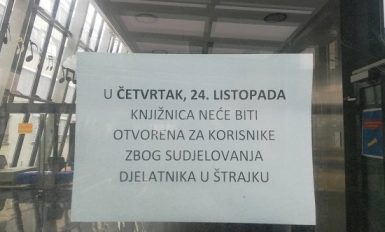 U ČETVRTAK, 24. LISTOPADA
KNJIŽNICA NEĆE BITI
OTVORENA ZA KORISNIKE
ZBOG SUDJELOVANJA
DJELATNIKA U ŠTRAJKU